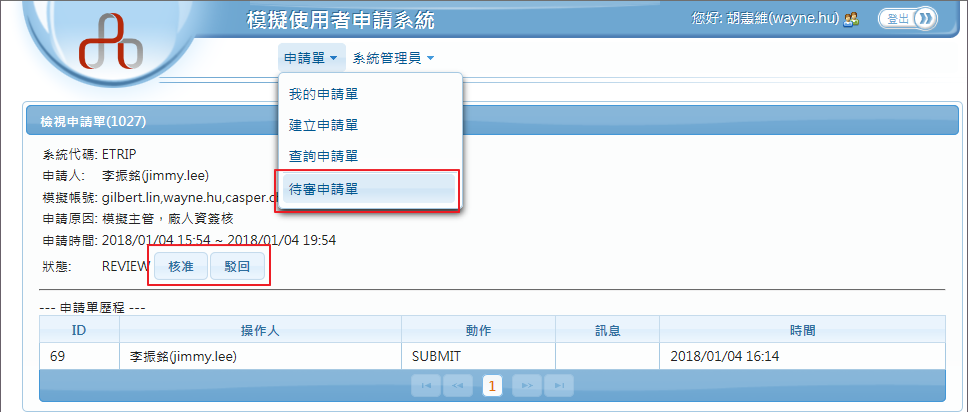 模擬使用者申請系統
您好: 胡書維(wayne.hu)
登出
申請單 系統管理員
我的申請單
建立申請單
查詢申請單
待審申請單
檢視申請單(1027)
系統代碼: ETRIP
申請人: 李振銘(jimmy.lee)
模擬帳號: gilbert.lin,wayne.hu,casper.
申請原因: 模擬主管，廠人資簽核
申請時間: 2018/01/04 15:54 ~ 2018/01/04 19:54
狀態: REVIEW 核准 駁回
--- 申請單歷程 ---
ID 操作人 動作 訊息 時間
69 李振銘(jimmy.lee) SUBMIT 2018/01/04 16:14
1